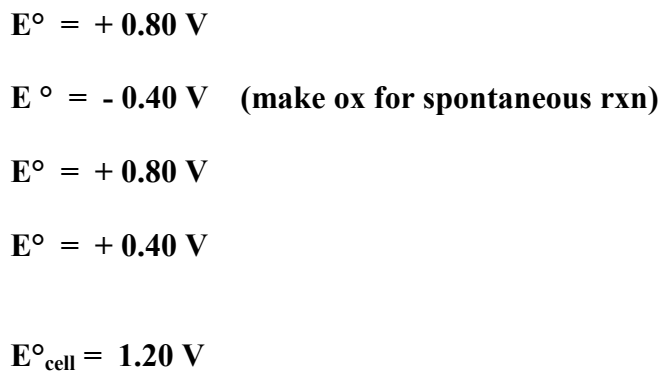 E° = + 0.80 V
E ° = - 0.40 V (make ox for spontaneous rxn)
E° = + 0.80 V
E° = + 0.40 V
E°cell = 1.20 V